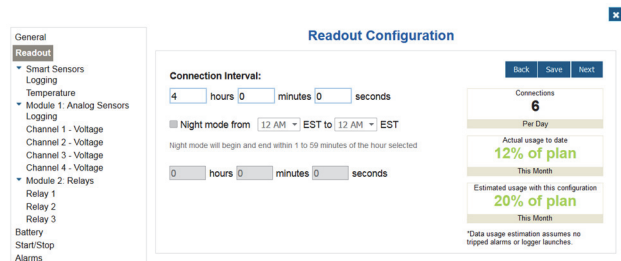 x
Readout Configuration
General
Readout
Smart Sensors
Logging
Temperature
Module 1: Analog Sensors
Logging
Channel 1 - Voltage
Channel 2 - Voltage
Channel 3 - Voltage
Channel 4 - Voltage
Module 2: Relays
Relay 1
Relay 2
Relay 3
Battery
Start/Stop
Alarms
Back Save Next
Connection Interval:
4 hours 0 minutes 0 seconds
Night mode from 12 AM EST to 12 AM EST
Night mode will begin and end within 1 to 59 minutes of the hour selected
0 hours 0 minutes 0 seconds
Connections
6
Per Day
Actual usage to date
12% of plan
This Month
Estimated usage with this configuration
20% of plan
This Month
*Data usage estimation assumes no
tripped alarms or logger launches.